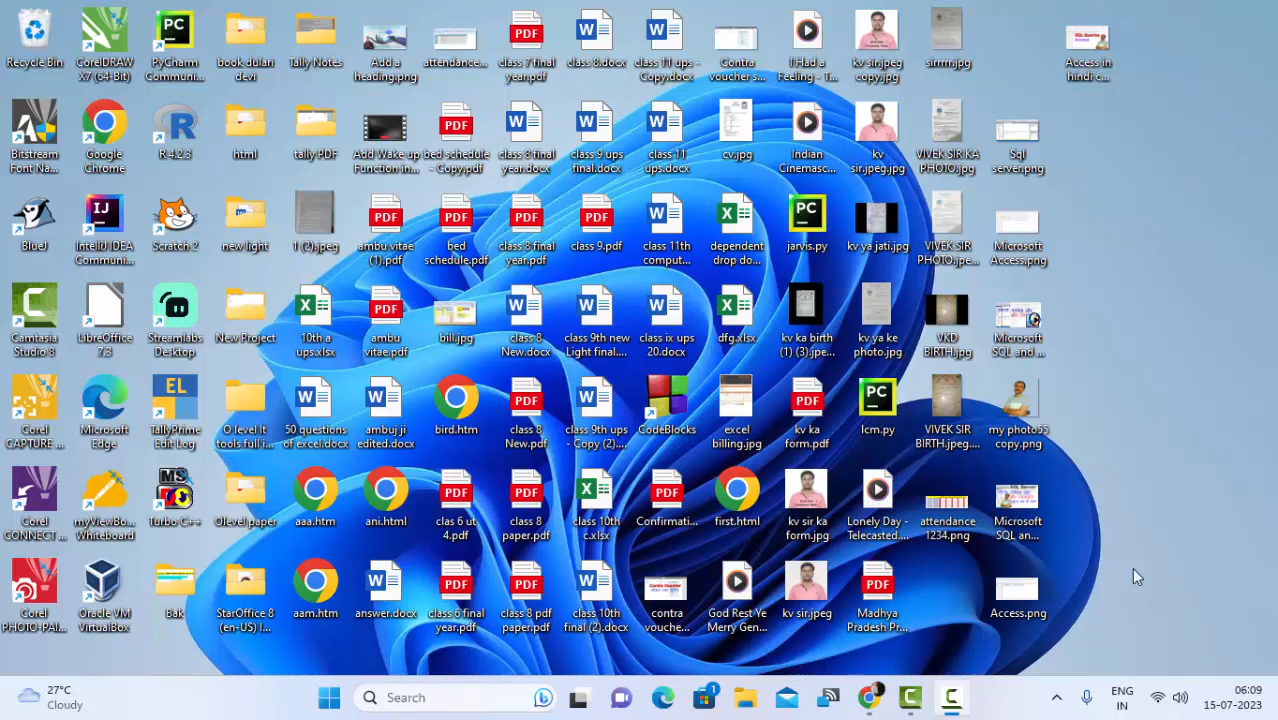 Recycle Bin
CorelDRAW X7 (64-Bit)
PyCharm Communi...
book dulari devi
Tally Notes
Add a heading.png
attendance...
class 7 final year.pdf
class 8.docx
class 11 ups - Copy.docx
Contra voucher s...
I Had a Feeling - T...
kv sir.jpeg copy.jpg
sirrrrr.jpg
Access in hindi c...
Bitstream Font Na...
Google Chrome
R 4.2.3
html
tally PDF
Add Wake up Function in...
bed schedule - Copy.pdf
class 8 final year.docx
class 9 ups final.docx
class 11 ups.docx
cv.jpg
Indian Cinemasc...
kv sir.jpeg.jpg
VIVEK SIR KA PHOTO.jpg
Sql server.png
BlueJ
IntelliJ IDEA Communi...
Scratch 2
new light
1 (2).jpeg
ambu vitae (1).pdf
bed schedule.pdf
class 8 final year.pdf
class 9.pdf
class 11th comput...
dependent drop do...
jarvis.py
kv ya jati.jpg
VIVEK SIR PHOTO.jpe...
Microsoft Access.png
Camtasia Studio 8
LibreOffice 7.3
Streamlabs Desktop
New Project
10th a ups.xlsx
ambu vitae.pdf
bill.jpg
class 8 New.docx
class 9th new Light final....
class ix ups 20.docx
dfg.xlsx
kv ka birth (1) (3).jpe...
kv ya ke photo.jpg
VKD BIRTH.jpg
Microsoft SQL and ...
Corel CAPTURE ...
Microsoft Edge
TallyPrime Edit Log
O level It tools full i...
50 questions of excel.docx
ambuj ji edited.docx
bird.htm
class 8 New.pdf
class 9th ups - Copy (2)....
CodeBlocks
excel billing.jpg
kv ka form.pdf
lcm.py
VIVEK SIR BIRTH.jpeg....
my photo55 copy.png
Corel CONNECT ...
myViewBo... Whiteboard
Turbo C++
Olevel paper
aaa.htm
ani.html
clas 6 ut 4.pdf
class 8 paper.pdf
class 10th c.xlsx
Confirmati...
first.html
kv sir ka form.jpg
Lonely Day - Telecasted....
attendance 1234.png
Microsoft SQL an...
Corel PHOTO-PAI...
Oracle VM VirtualBox
Bak
StarOffice 8 (en-US) I...
aam.htm
answer.docx
class 6 final year.pdf
class 8 pdf paper.pdf
class 10th final (2).docx
contra vouche...
God Rest Ye Merry Gen...
kv sir.jpeg
Madhya Pradesh Pr...
Access.png
27°C
Cloudy
Search
ENG
IN
06:09
15-07-2023